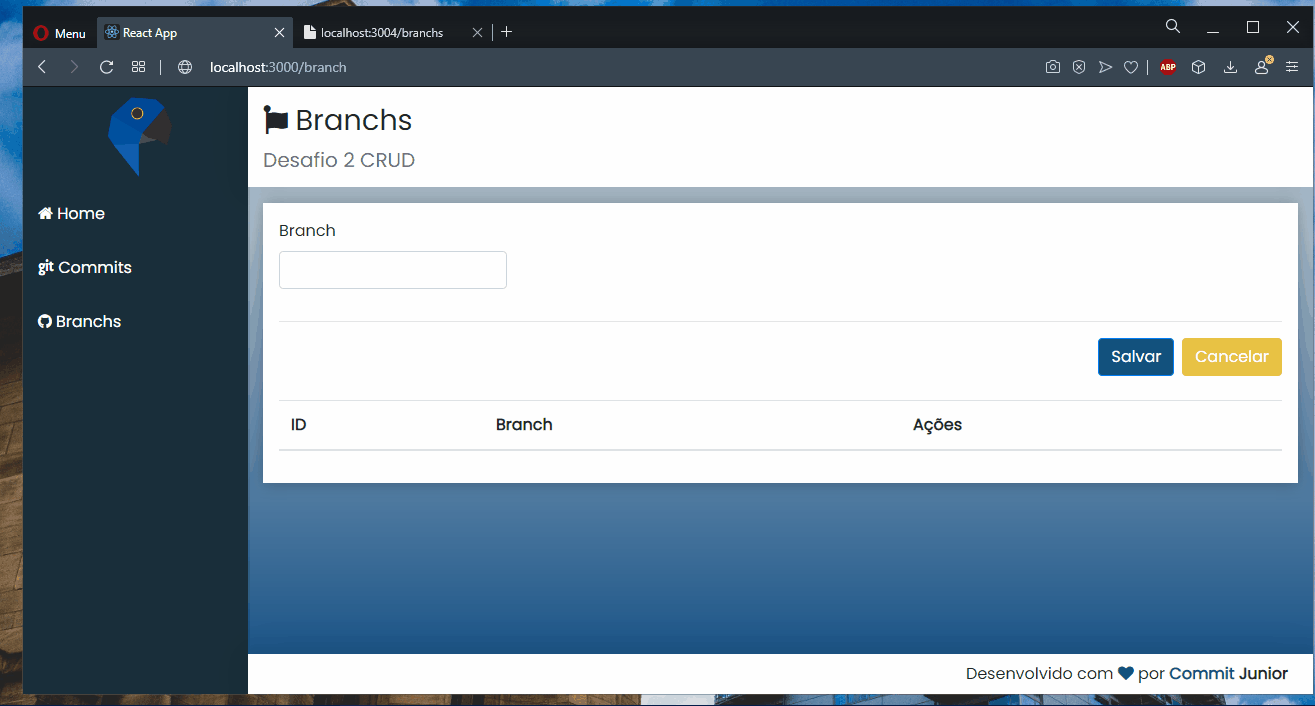 Menu
React App
localhost:3004/branchs
localhost:3000/branch
ABP
Branchs
Desafio 2 CRUD
Home
git Commits
Branchs
Branch
Salvar Cancelar
ID Branch Ações
Desenvolvido com por Commit Junior